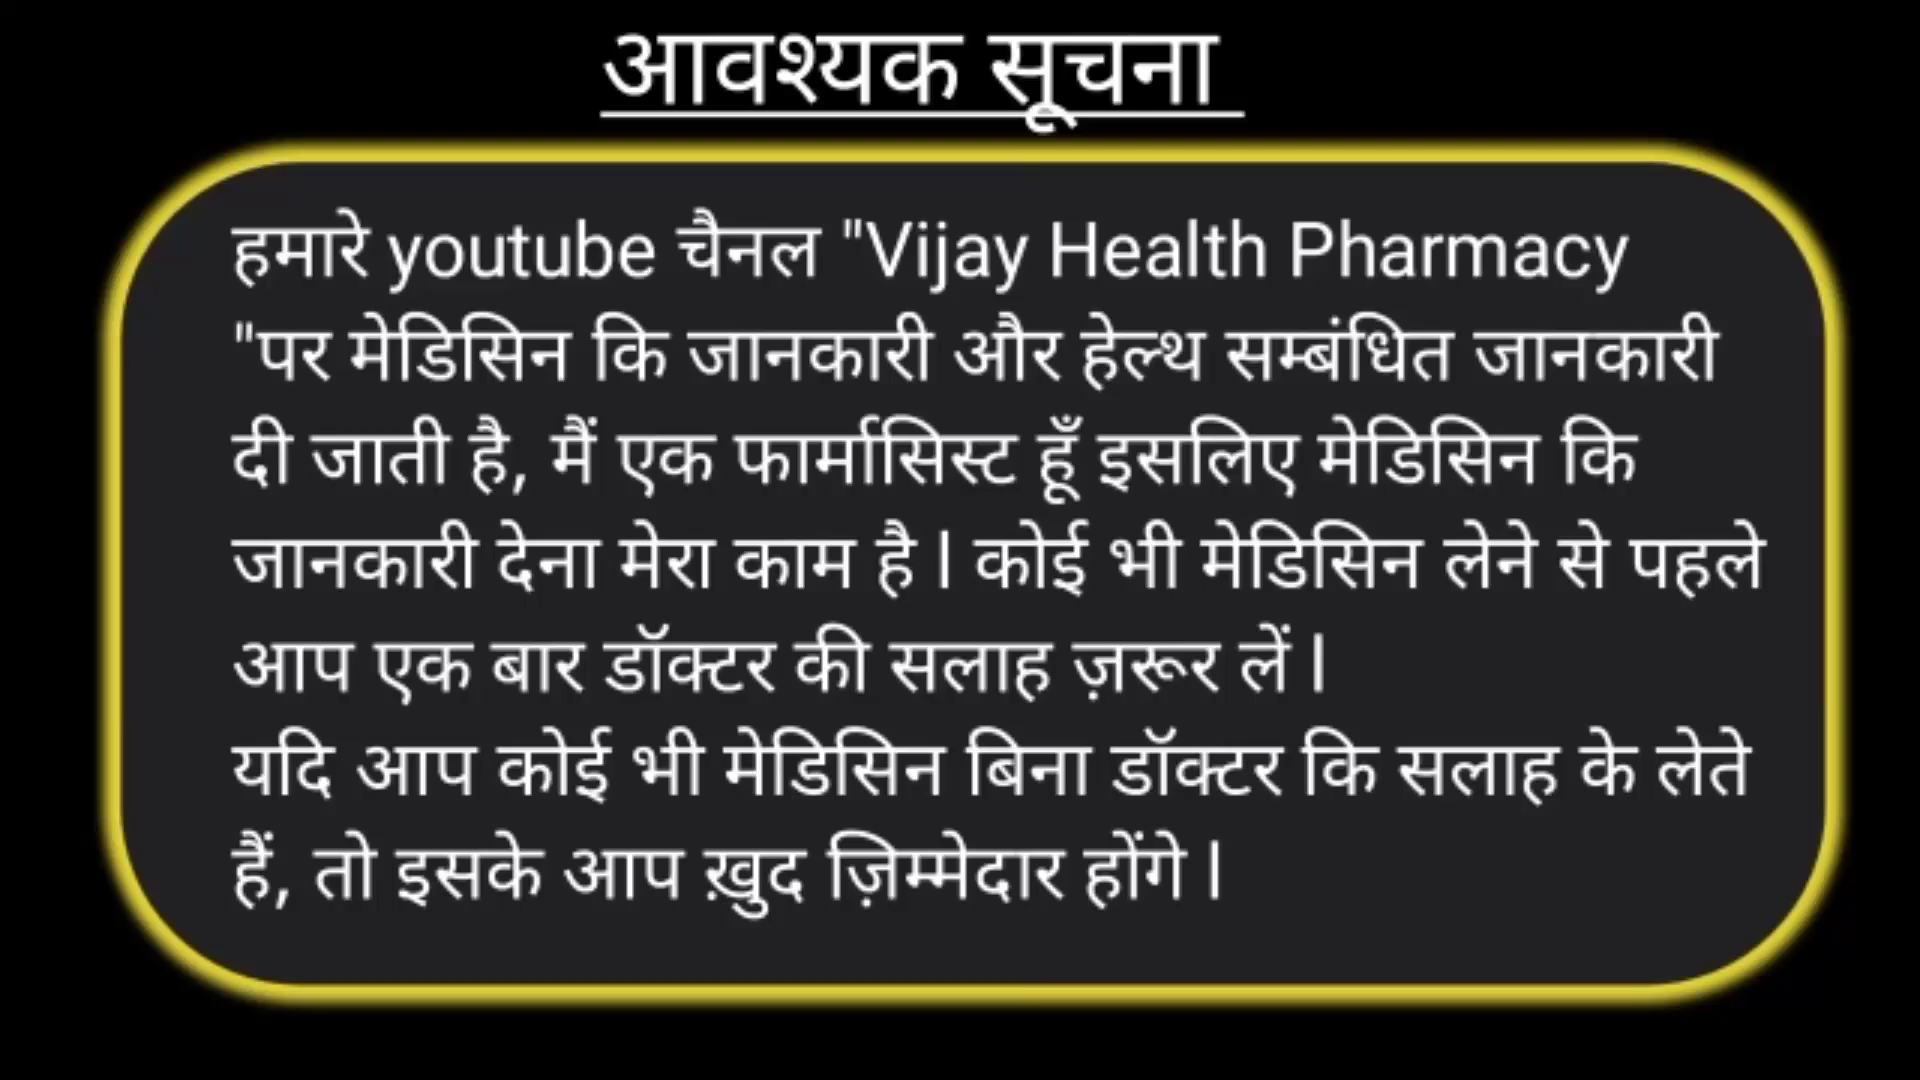 आवश्यक सूचना
हमारे youtube चैनल "Vijay Health Pharmacy
"पर मेडिसिन कि जानकारी और हेल्थ सम्बंधित जानकारी
दी जाती है, मैं एक फार्मासिस्ट हूँ इसलिए मेडिसिन कि
जानकारी देना मेरा काम है l कोई भी मेडिसिन लेने से पहले
आप एक बार डॉक्टर की सलाह ज़रूर लें l
यदि आप कोई भी मेडिसिन बिना डॉक्टर कि सलाह के लेते
हैं, तो इसके आप ख़ुद ज़िम्मेदार होंगे l